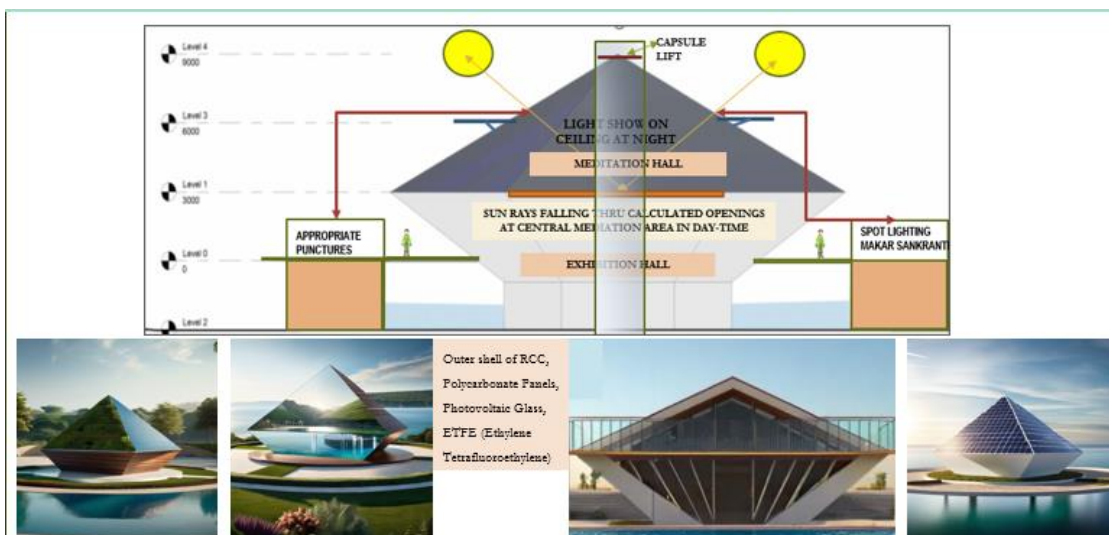 Level 4
9000
CAPSULE
LIFT
Level 3
6000
LIGHT SHOW ON
CEILING AT NIGHT
MEDITATION HALL
Level 1
3000
SUN RAYS FALLING THRU CALCULATED OPENINGS
AT CENTRAL MEDIATION AREA IN DAY-TIME
APPROPRIATE
PUNCTURES
SPOT LIGHTING
MAKAR SANKRANTI
Level 0
0
EXHIBITION HALL
Level 2
Outer shell of RCC,
Polycarbonate Panels,
Photovoltaic Glass,
ETFE (Ethylene
Tetrafluoroethylene)